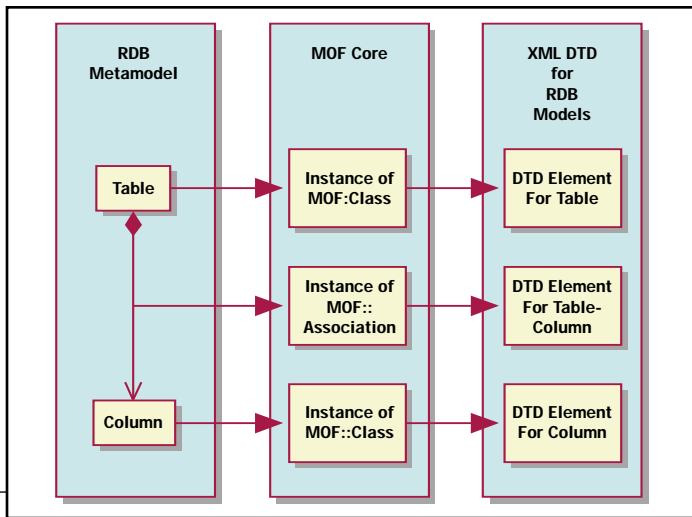 RDB
Metamodel
MOF Core
XML DTD
for
RDB
Models
Table
Instance of
MOF:Class
DTD Element
For Table
Instance of
MOF::
Association
DTD Element
For Table-
Column
Column
Instance of
MOF::Class
DTD Element
For Column